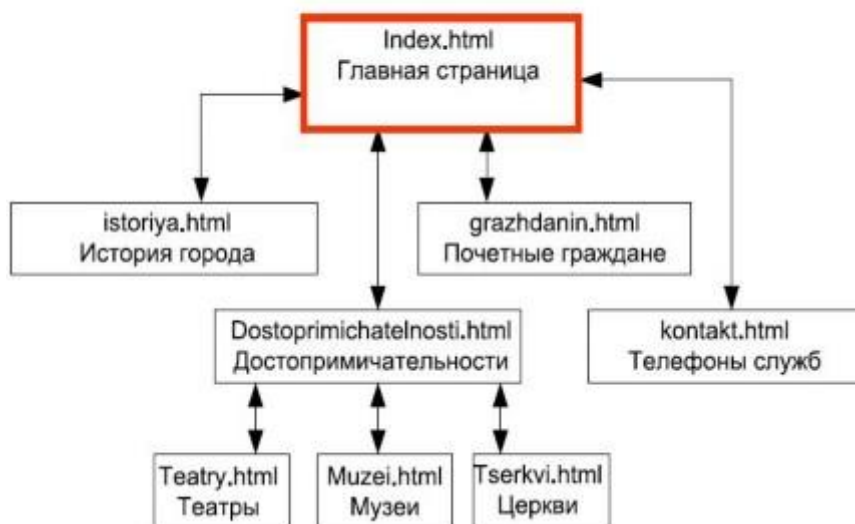 Index.html
Главная страница
istoriya.html
История города
grazhdanin.html
Почетные граждане
Dostoprimichatelnosti.html
Достопримичательности
kontakt.html
Телефоны служб
Teatry.html
Театры
Muzei.html
Музеи
Tserkvi.html
Церкви